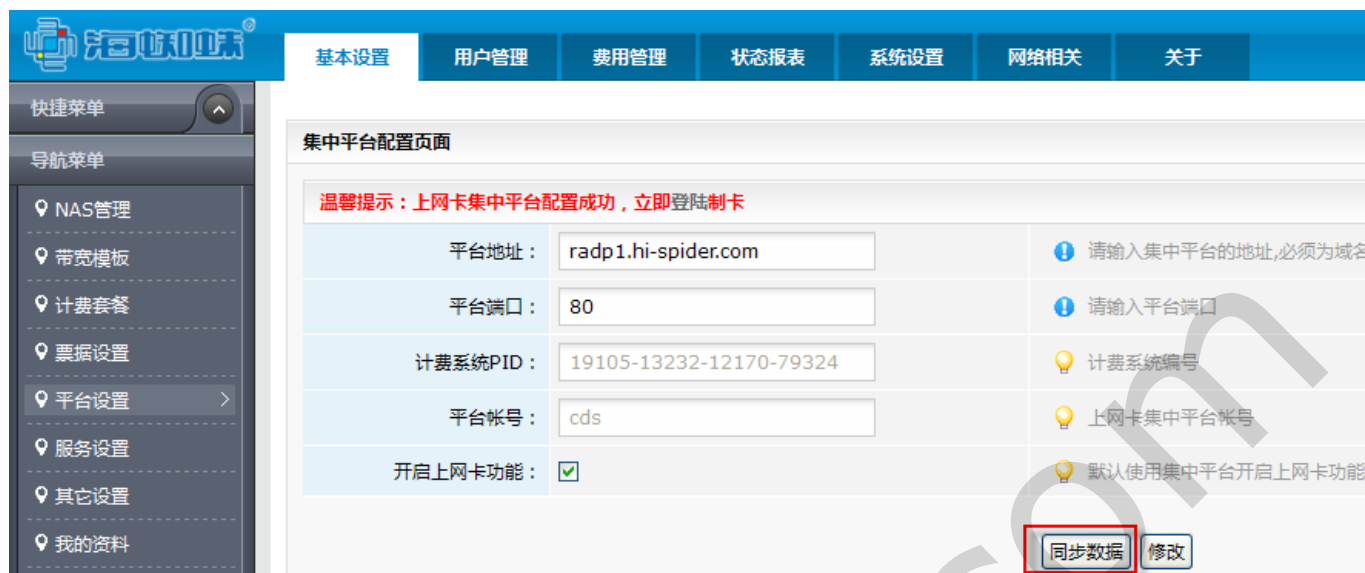 海蜘蛛®
基本设置 用户管理 费用管理 状态报表 系统设置 网络相关 关于
快捷菜单
导航菜单
NAS管理
带宽模板
计费套餐
票据设置
平台设置
服务设置
其它设置
我的资料
集中平台配置页面
温馨提示：上网卡集中平台配置成功，立即登陆制卡
平台地址： radp1.hi-spider.com 请输入集中平台的地址,必须为域名
平台端口： 80 请输入平台端口
计费系统PID： 19105-13232-12170-79324 计费系统编号
平台帐号： cds 上网卡集中平台帐号
开启上网卡功能： 默认使用集中平台开启上网卡功能
同步数据 修改
com